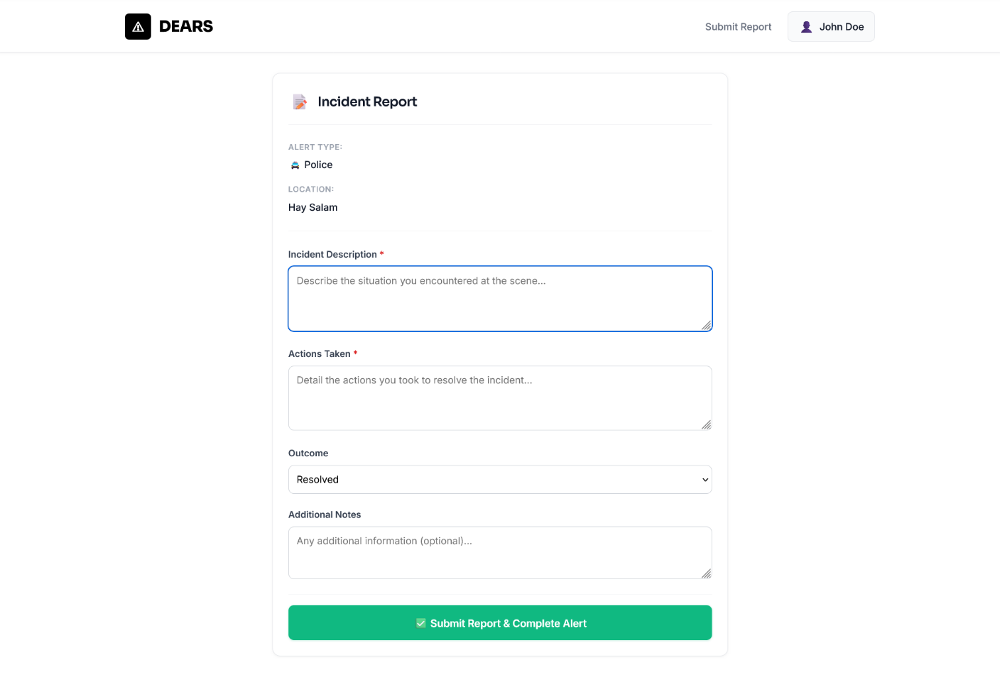 DEARS
Submit Report
John Doe
Incident Report
ALERT TYPE:
Police
LOCATION:
Hay Salam
Incident Description *
Describe the situation you encountered at the scene...
Actions Taken *
Detail the actions you took to resolve the incident...
Outcome
Resolved
Additional Notes
Any additional information (optional)...
Submit Report & Complete Alert